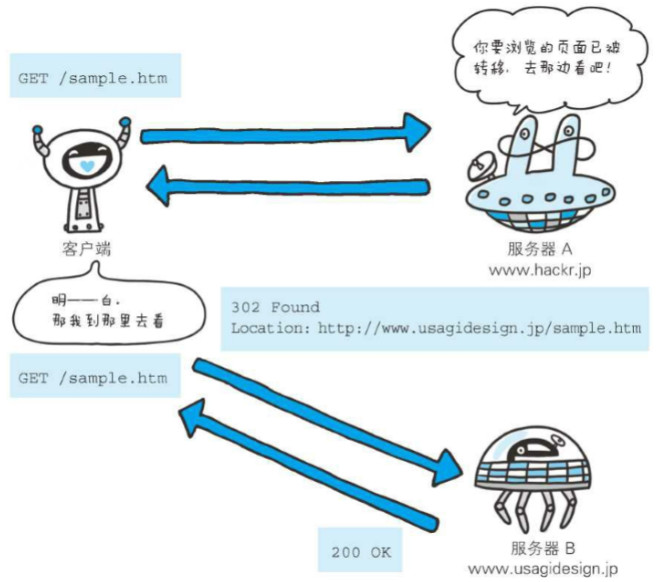 你要浏览的页面已被
转移，去那边看吧！
GET /sample.htm
客户端
服务器 A
www.hackr.jp
明——白，
那我到那里去看
302 Found
Location: http://www.usagidesign.jp/sample.htm
GET /sample.htm
200 OK
服务器 B
www.usagidesign.jp